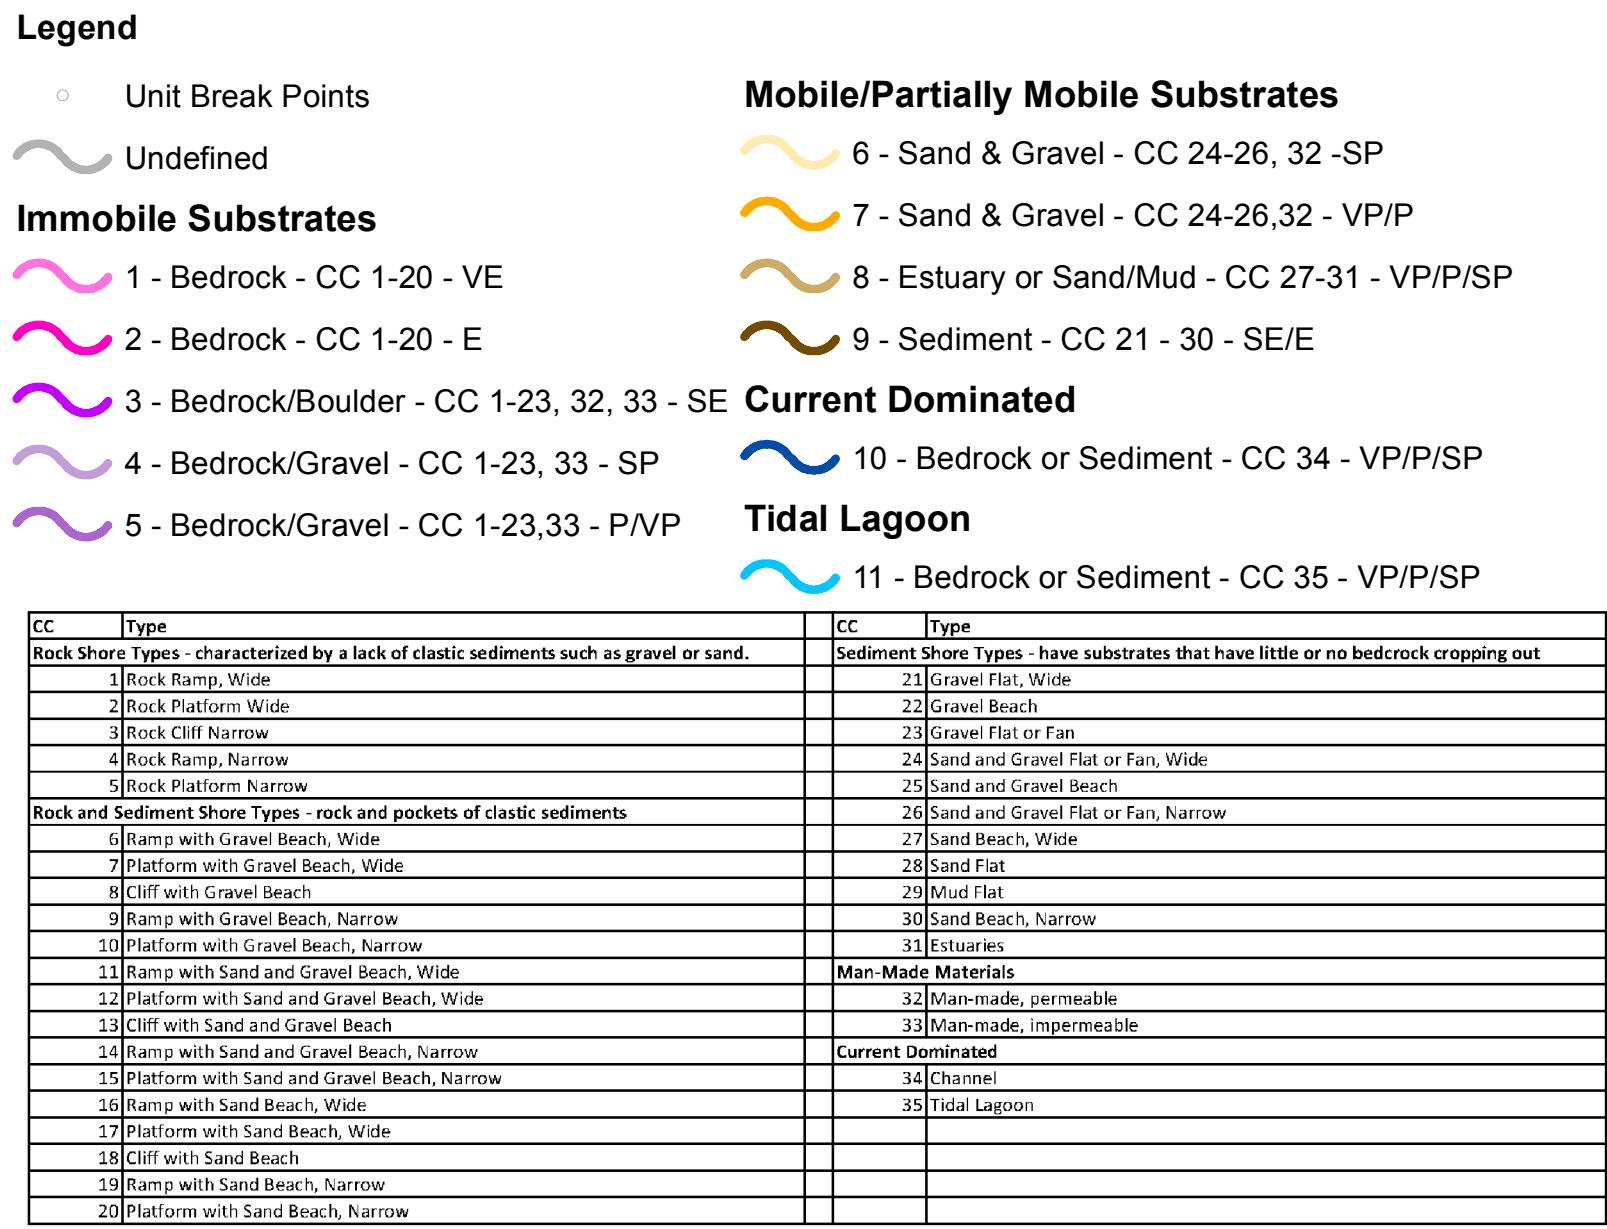 Legend
Unit Break Points
Undefined
Immobile Substrates
1 - Bedrock - CC 1-20 - VE
2 - Bedrock - CC 1-20 - E
3 - Bedrock/Boulder - CC 1-23, 32, 33 - SE
4 - Bedrock/Gravel - CC 1-23, 33 - SP
5 - Bedrock/Gravel - CC 1-23,33 - P/VP
Mobile/Partially Mobile Substrates
6 - Sand & Gravel - CC 24-26, 32 -SP
7 - Sand & Gravel - CC 24-26,32 - VP/P
8 - Estuary or Sand/Mud - CC 27-31 - VP/P/SP
9 - Sediment - CC 21 - 30 - SE/E
Current Dominated
10 - Bedrock or Sediment - CC 34 - VP/P/SP
Tidal Lagoon
11 - Bedrock or Sediment - CC 35 - VP/P/SP
CC Type
Rock Shore Types - characterized by a lack of clastic sediments such as gravel or sand.
1 Rock Ramp, Wide
2 Rock Platform Wide
3 Rock Cliff Narrow
4 Rock Ramp, Narrow
5 Rock Platform Narrow
Rock and Sediment Shore Types - rock and pockets of clastic sediments
6 Ramp with Gravel Beach, Wide
7 Platform with Gravel Beach, Wide
8 Cliff with Gravel Beach
9 Ramp with Gravel Beach, Narrow
10 Platform with Gravel Beach, Narrow
11 Ramp with Sand and Gravel Beach, Wide
12 Platform with Sand and Gravel Beach, Wide
13 Cliff with Sand and Gravel Beach
14 Ramp with Sand and Gravel Beach, Narrow
15 Platform with Sand and Gravel Beach, Narrow
16 Ramp with Sand Beach, Wide
17 Platform with Sand Beach, Wide
18 Cliff with Sand Beach
19 Ramp with Sand Beach, Narrow
20 Platform with Sand Beach, Narrow
CC Type
Sediment Shore Types - have substrates that have little or no bedcrock cropping out
21 Gravel Flat, Wide
22 Gravel Beach
23 Gravel Flat or Fan
24 Sand and Gravel Flat or Fan, Wide
25 Sand and Gravel Beach
26 Sand and Gravel Flat or Fan, Narrow
27 Sand Beach, Wide
28 Sand Flat
29 Mud Flat
30 Sand Beach, Narrow
31 Estuaries
Man-Made Materials
32 Man-made, permeable
33 Man-made, impermeable
Current Dominated
34 Channel
35 Tidal Lagoon